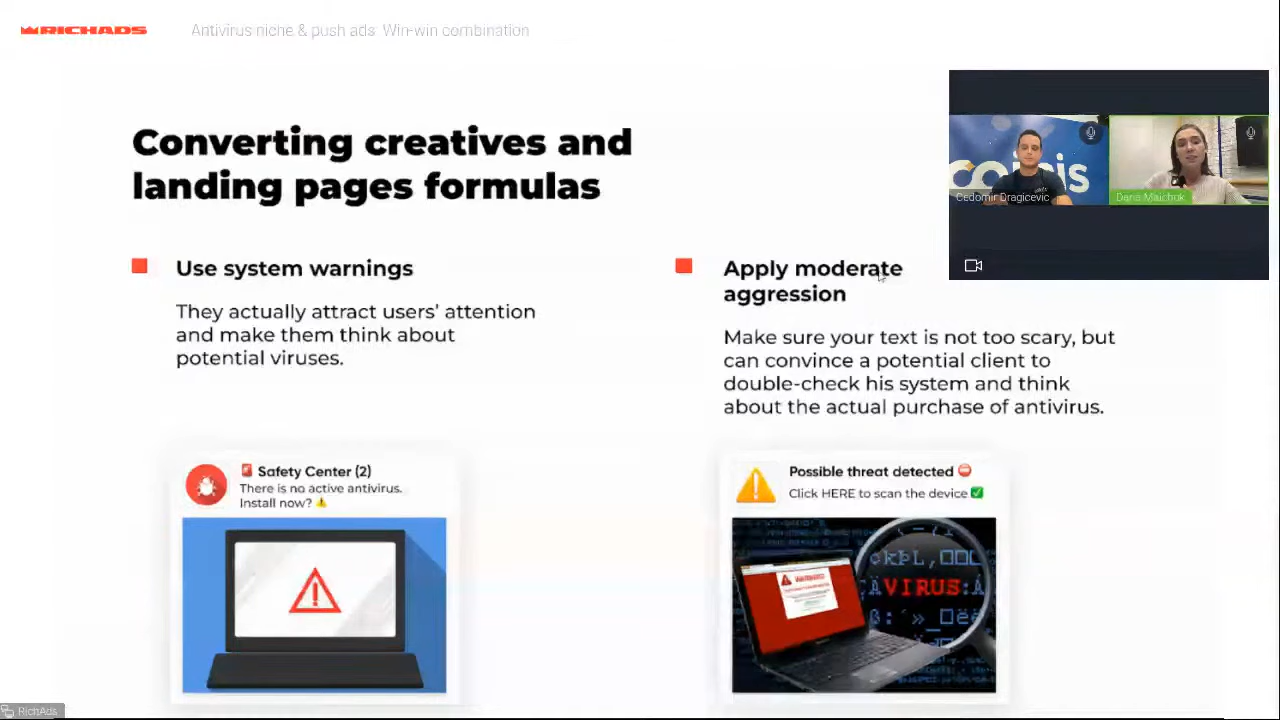 RICHADS
Antivirus niche & push ads: Win-win combination
Converting creatives and
landing pages formulas
Use system warnings
They actually attract users' attention
and make them think about
potential viruses.
Safety Center (2)
There is no active antivirus.
Install now?
Apply moderate
aggression
Make sure your text is not too scary, but
can convince a potential client to
double-check his system and think
about the actual purchase of antivirus.
Possible threat detected
Click HERE to scan the device
VIRUS
Cedomir Dragicevic
Daria Maichuk
RichAds